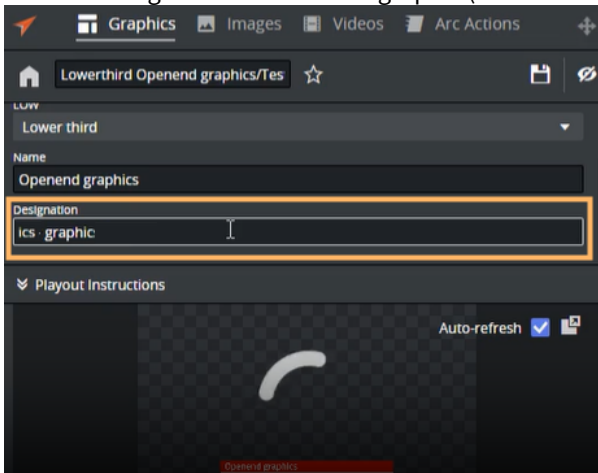 Graphics Images Videos Arc Actions
Lowerthird Openend graphics/Tes
LOW
Lower third
Name
Openend graphics
Designation
ics · graphic
Playout Instructions
Auto-refresh
Openend graphics